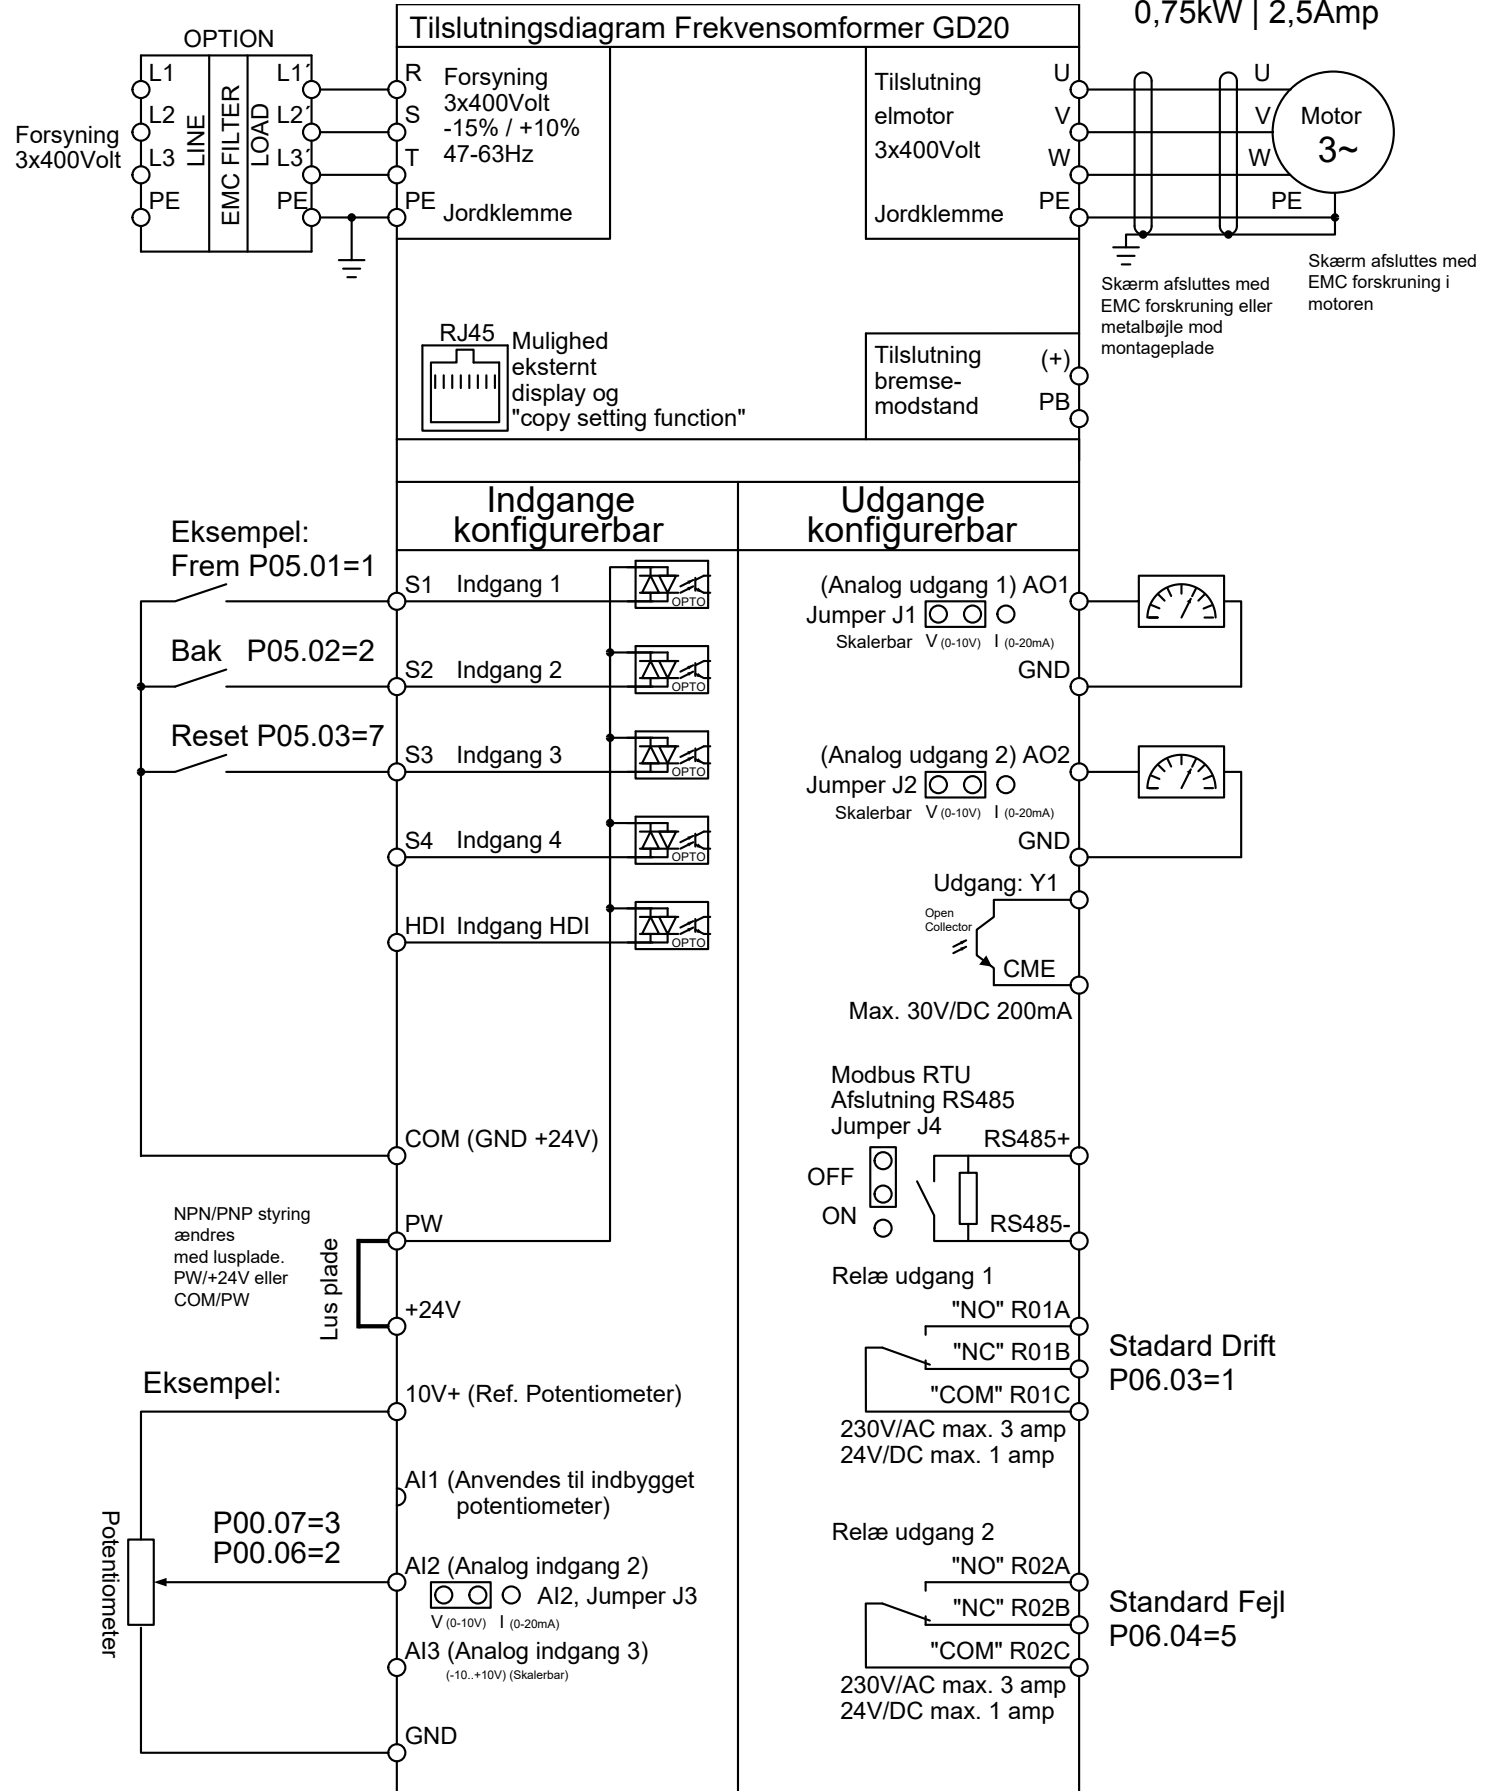 0,75kW | 2,5Amp
Tilslutningsdiagram Frekvensomformer GD20
OPTION
Forsyning
3x400Volt
L1
L2
L3
PE
LINE
EMC FILTER
LOAD
L1´
L2´
L3´
PE
R
S
T
PE
Forsyning
3x400Volt
-15% / +10%
47-63Hz
Jordklemme
Tilslutning
elmotor
3x400Volt
Jordklemme
U
V
W
PE
U
V
W
PE
Motor
3~
Skærm afsluttes med
EMC forskruning eller
metalbøjle mod
montageplade
Skærm afsluttes med
EMC forskruning i
motoren
RJ45
Mulighed
eksternt
display og
"copy setting function"
Tilslutning
bremse-
modstand
(+)
PB
Indgange
konfigurerbar
Udgange
konfigurerbar
Eksempel:
Frem P05.01=1
S1 Indgang 1
OPTO
Bak P05.02=2
S2 Indgang 2
OPTO
Reset P05.03=7
S3 Indgang 3
OPTO
S4 Indgang 4
OPTO
HDI Indgang HDI
OPTO
COM (GND +24V)
NPN/PNP styring
ændres
med lusplade.
PW/+24V eller
COM/PW
Lus plade
PW
+24V
Eksempel:
10V+ (Ref. Potentiometer)
AI1 (Anvendes til indbygget
potentiometer)
Potentiometer
P00.07=3
P00.06=2
AI2 (Analog indgang 2)
AI2, Jumper J3
V (0-10V) I (0-20mA)
AI3 (Analog indgang 3)
(-10..+10V) (Skalerbar)
GND
(Analog udgang 1) AO1
Jumper J1
Skalerbar V (0-10V) I (0-20mA)
GND
(Analog udgang 2) AO2
Jumper J2
Skalerbar V (0-10V) I (0-20mA)
GND
Udgang: Y1
Open
Collector
CME
Max. 30V/DC 200mA
Modbus RTU
Afslutning RS485
Jumper J4
RS485+
OFF
ON
RS485-
Relæ udgang 1
"NO" R01A
"NC" R01B
"COM" R01C
230V/AC max. 3 amp
24V/DC max. 1 amp
Stadard Drift
P06.03=1
Relæ udgang 2
"NO" R02A
"NC" R02B
"COM" R02C
230V/AC max. 3 amp
24V/DC max. 1 amp
Standard Fejl
P06.04=5